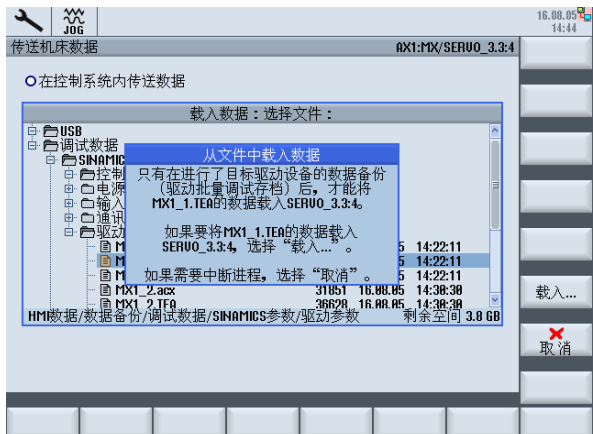 JOG
16.08.05
14:44
传送机床数据
AX1:MX/SERVO_3.3:4
在控制系统内传送数据
载入数据：选择文件：
USB
调试数据
SINAMIC
控制
电源
输入
通讯
驱动
从文件中载入数据
只有在进行了目标驱动设备的数据备份
（驱动批量调试存档）后，才能将
MX1_1.TEA的数据载入SERVO_3.3:4。
如果要将MX1_1.TEA的数据载入
SERVO_3.3:4，选择“载入...”。
如果需要中断进程，选择“取消”。
M 5 14:22:11
M 5 14:22:11
M 5 14:22:11
MX1_2.acx 31851 16.08.05 14:30:30
MX1_2.TEA 36628 16.08.05 14:30:30
HMI数据/数据备份/调试数据/SINAMICS参数/驱动参数 剩余空间 3.8 GB
载入...
取消